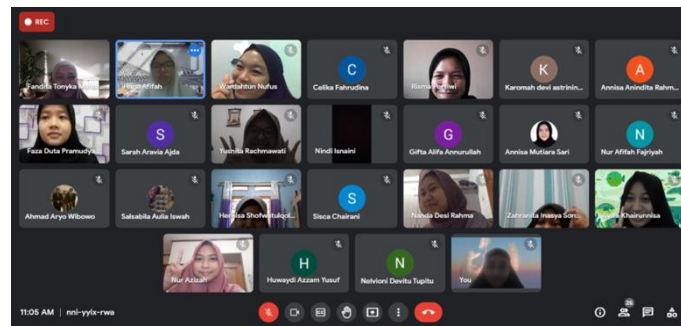 REC
Fandita Tonyka
Afifah
Wardahtun Nufus
C
Celika Fahrudina
Risma
K
Karomah devi astrinin...
A
Annisa Anindita Rahm...
Faza Duta Pramudya
S
Sarah Aravia Ajda
Yusnita Rachmawati
Nindi Isnaini
G
Gifta Alifa Annurullah
Annisa Mutiara Sari
N
Nur Afifah Fajriyah
Ahmad Aryo Wibowo
Salsabila Aulia Iswah
S
Sisca Chairani
Nanda Desi Rahma
Zahransta Inasya Son...
Khairunnisa
Nur Azizah
H
Huwaydi Azzam Yusuf
N
Nelvioni Devitu Tupitu
You
11:05 AM | nni-yyix-rwa